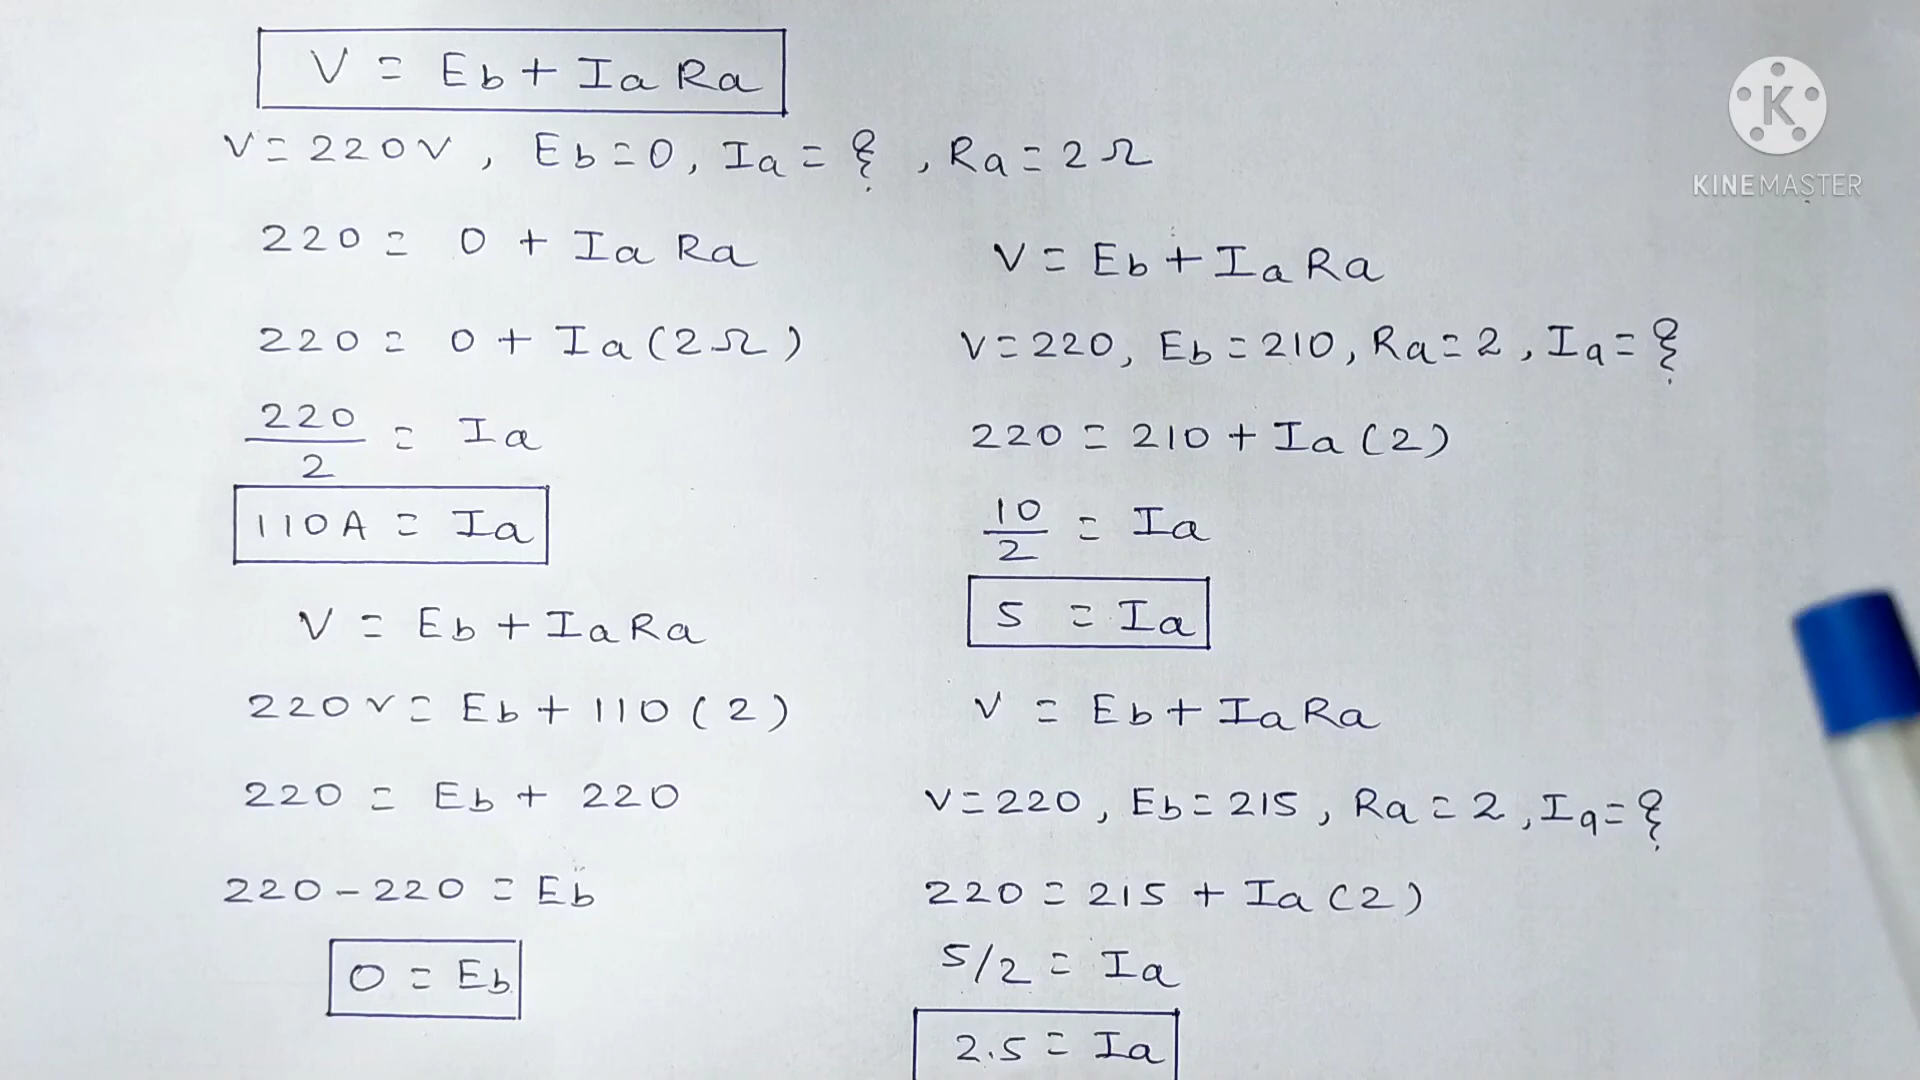 V = Eb + Ia Ra
V = 220V , Eb = 0 , Ia = ? , Ra = 2Ω
220 = 0 + Ia Ra
220 = 0 + Ia (2Ω)
220/2 = Ia
110A = Ia
V = Eb + Ia Ra
220V = Eb + 110 (2)
220 = Eb + 220
220 - 220 = Eb
0 = Eb
V = Eb + Ia Ra
V = 220 , Eb = 210 , Ra = 2 , Ia = ?
220 = 210 + Ia (2)
10/2 = Ia
5 = Ia
V = Eb + Ia Ra
V = 220 , Eb = 215 , Ra = 2 , Ia = ?
220 = 215 + Ia (2)
5/2 = Ia
2.5 = Ia
K
KINEMASTER